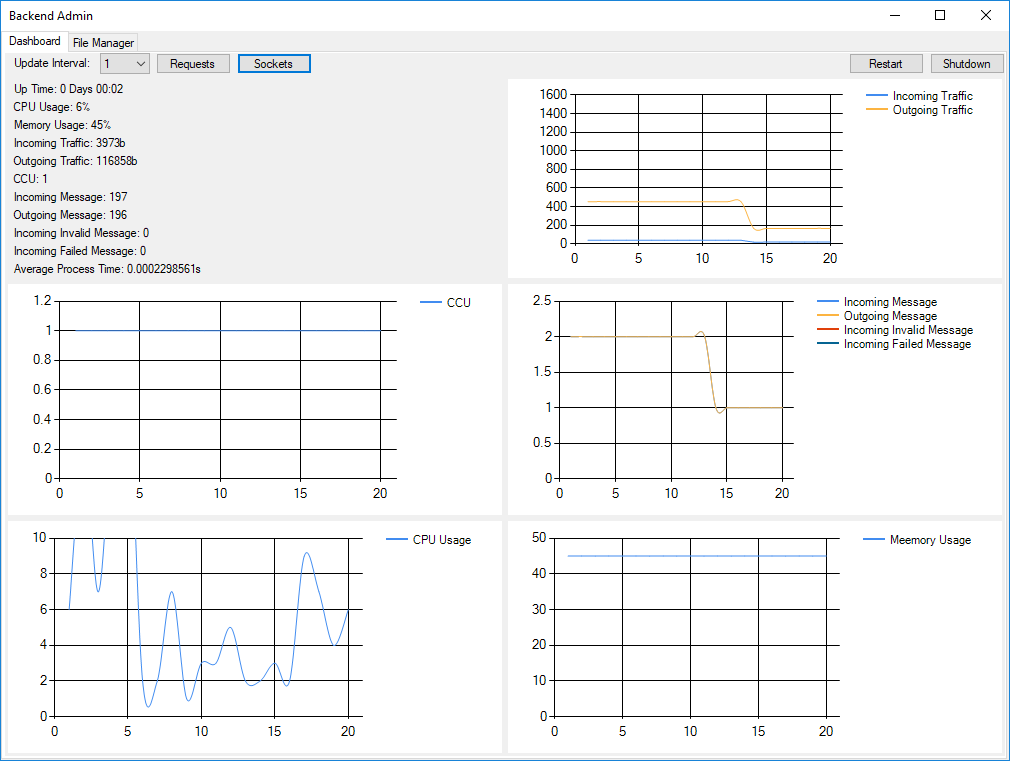 Backend Admin
Dashboard File Manager
Update Interval: 1 Requests Sockets Restart Shutdown
Up Time: 0 Days 00:02
CPU Usage: 6%
Memory Usage: 45%
Incoming Traffic: 3973b
Outgoing Traffic: 116858b
CCU: 1
Incoming Message: 197
Outgoing Message: 196
Incoming Invalid Message: 0
Incoming Failed Message: 0
Average Process Time: 0.0002298561s
1600
1400
1200
1000
800
600
400
200
0
0 5 10 15 20
Incoming Traffic
Outgoing Traffic
1.2
1
0.8
0.6
0.4
0.2
0
0 5 10 15 20
CCU
2.5
2
1.5
1
0.5
0
0 5 10 15 20
Incoming Message
Outgoing Message
Incoming Invalid Message
Incoming Failed Message
10
8
6
4
2
0
0 5 10 15 20
CPU Usage
50
40
30
20
10
0
0 5 10 15 20
Meemory Usage